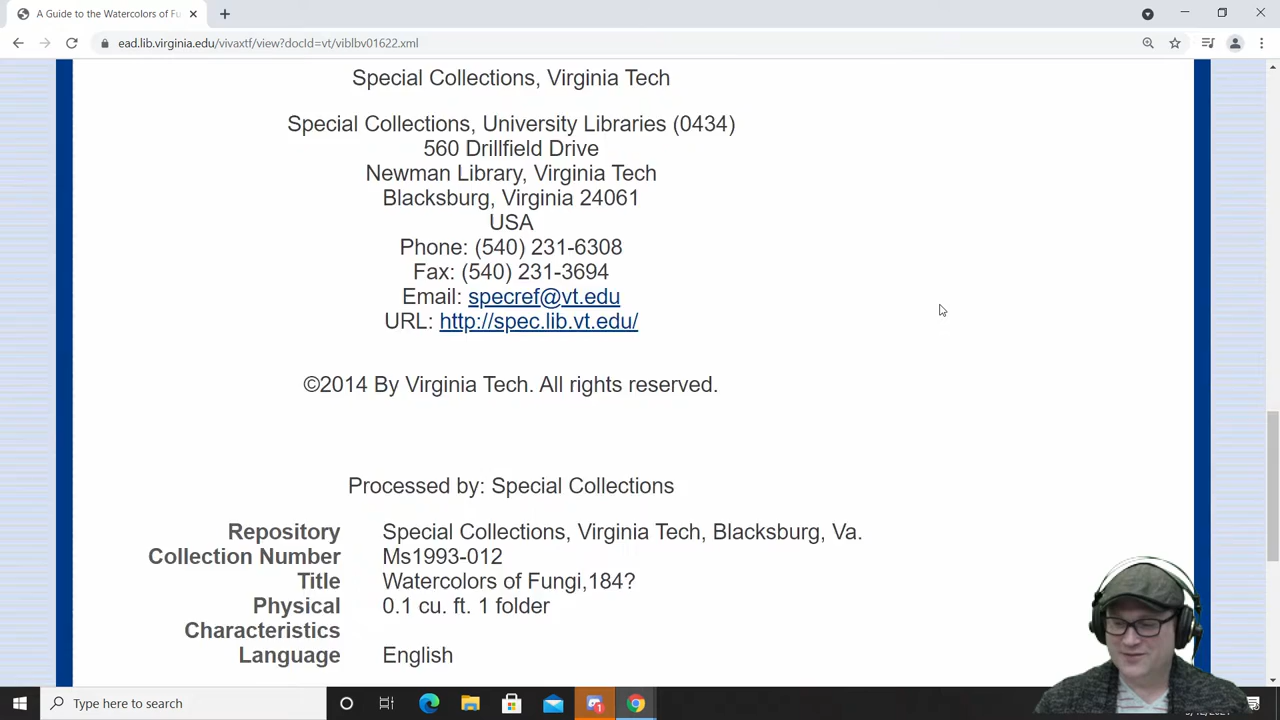 A Guide to the Watercolors of Fu
ead.lib.virginia.edu/vivaxtf/view?docId=vt/viblbv01622.xml
Special Collections, Virginia Tech
Special Collections, University Libraries (0434)
560 Drillfield Drive
Newman Library, Virginia Tech
Blacksburg, Virginia 24061
USA
Phone: (540) 231-6308
Fax: (540) 231-3694
Email: specref@vt.edu
URL: http://spec.lib.vt.edu/
©2014 By Virginia Tech. All rights reserved.
Processed by: Special Collections
Repository Special Collections, Virginia Tech, Blacksburg, Va.
Collection Number Ms1993-012
Title Watercolors of Fungi,184?
Physical 0.1 cu. ft. 1 folder
Characteristics
Language English
Type here to search